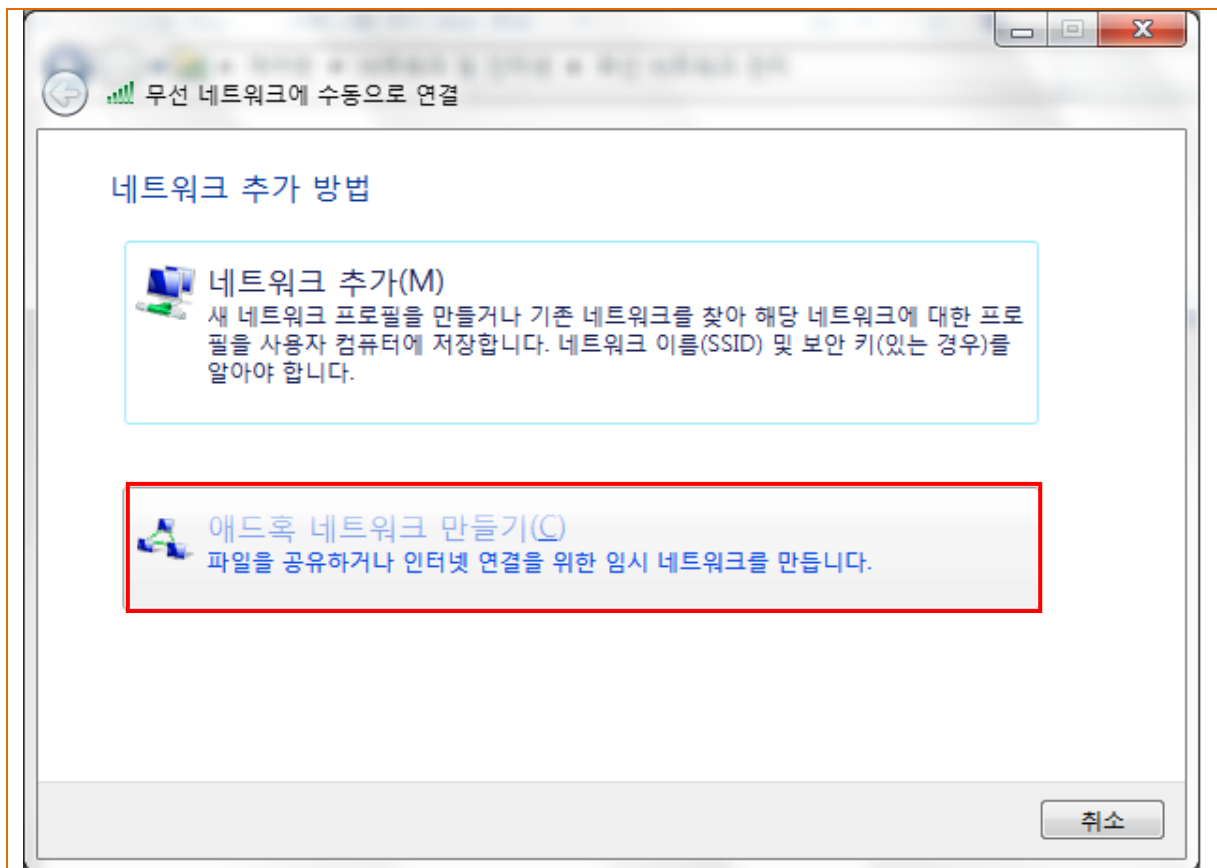 무선 네트워크에 수동으로 연결
네트워크 추가 방법
네트워크 추가(M)
새 네트워크 프로필을 만들거나 기존 네트워크를 찾아 해당 네트워크에 대한 프로
필을 사용자 컴퓨터에 저장합니다. 네트워크 이름(SSID) 및 보안 키(있는 경우)를
알아야 합니다.
애드혹 네트워크 만들기(C)
파일을 공유하거나 인터넷 연결을 위한 임시 네트워크를 만듭니다.
취소